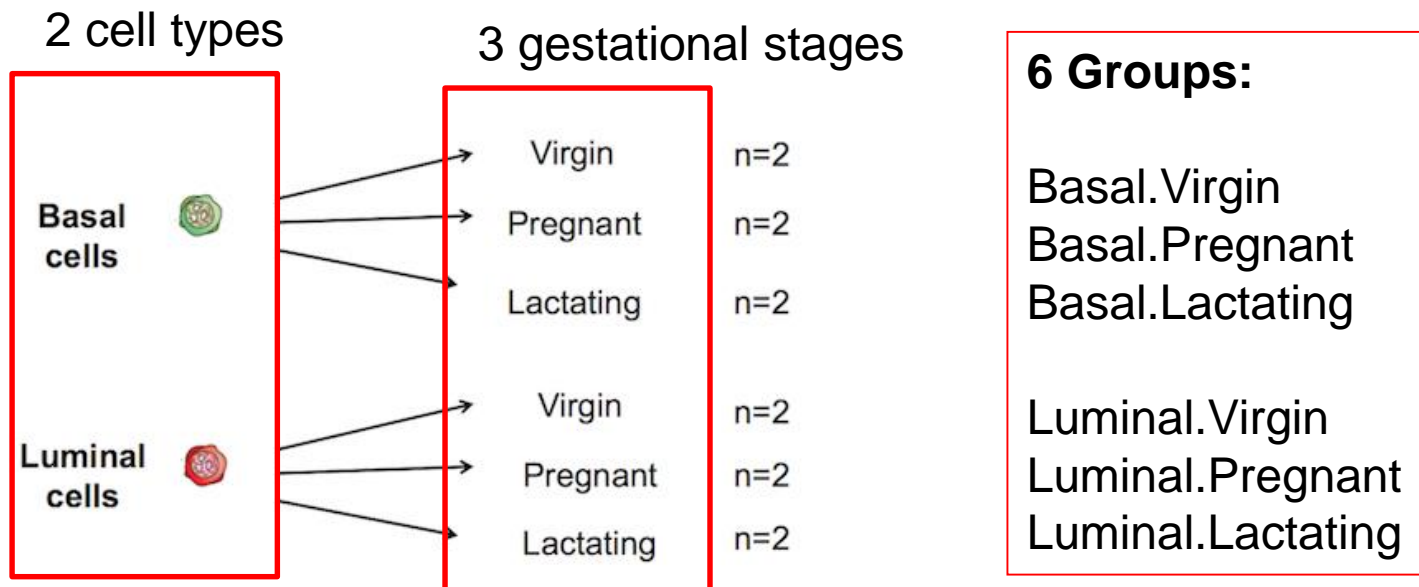 2 cell types
3 gestational stages
Basal
cells
Virgin n=2
Pregnant n=2
Lactating n=2
Luminal
cells
Virgin n=2
Pregnant n=2
Lactating n=2
6 Groups:
Basal.Virgin
Basal.Pregnant
Basal.Lactating
Luminal.Virgin
Luminal.Pregnant
Luminal.Lactating